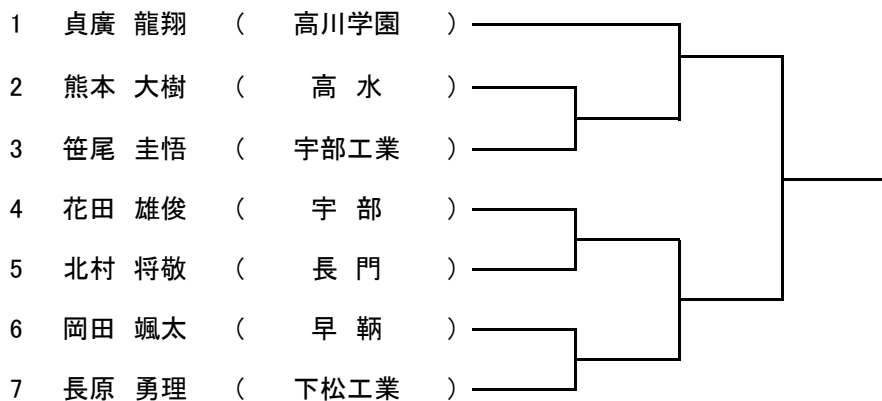 1 貞廣 龍翔 ( 高川学園 )
2 熊本 大樹 ( 高 水 )
3 笹尾 圭悟 ( 宇部工業 )
4 花田 雄俊 ( 宇 部 )
5 北村 将敬 ( 長 門 )
6 岡田 颯太 ( 早 鞆 )
7 長原 勇理 ( 下松工業 )